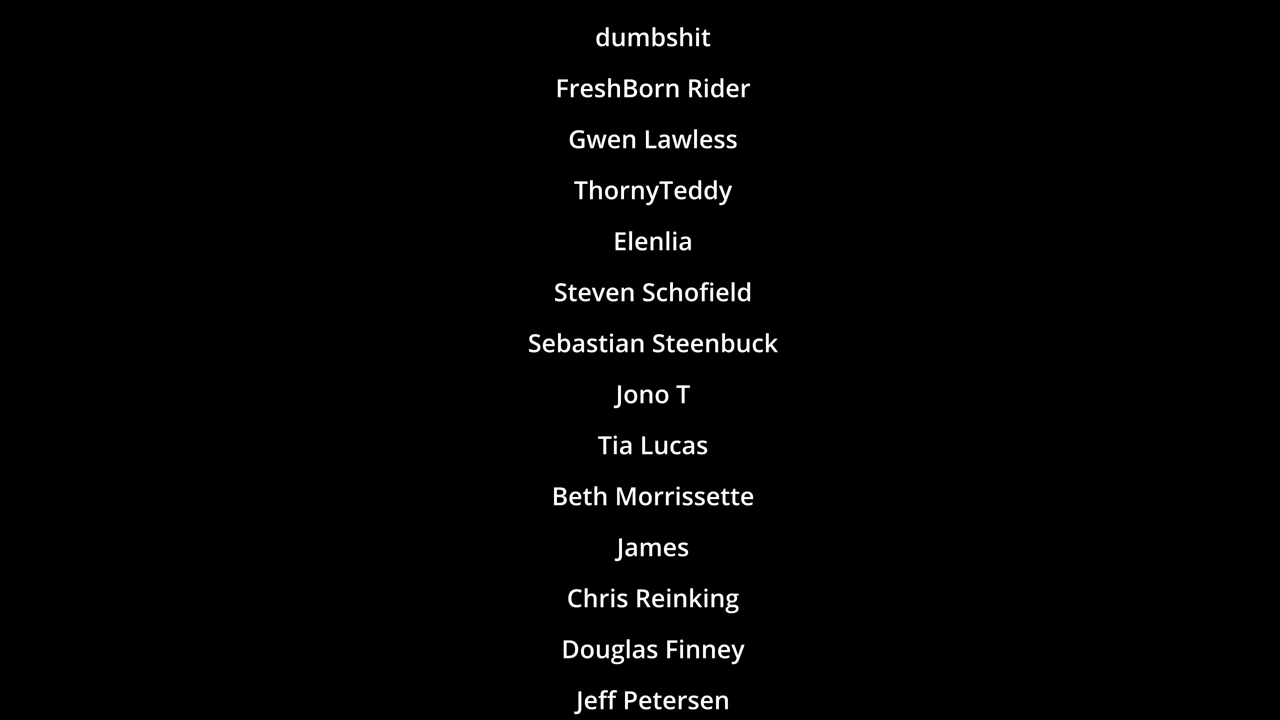 dumbshit
FreshBorn Rider
Gwen Lawless
ThornyTeddy
Elenlia
Steven Schofield
Sebastian Steenbuck
Jono T
Tia Lucas
Beth Morrissette
James
Chris Reinking
Douglas Finney
Jeff Petersen